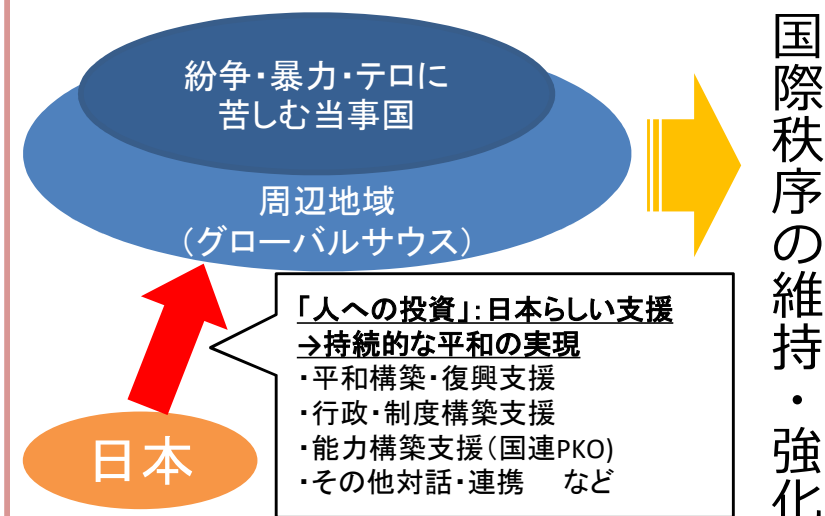 紛争・暴力・テロに
苦しむ当事国
周辺地域
（グローバルサウス）
「人への投資」：日本らしい支援
→持続的な平和の実現
・平和構築・復興支援
・行政・制度構築支援
・能力構築支援（国連PKO)
・その他対話・連携　など
日本
国際秩序の維持・強化